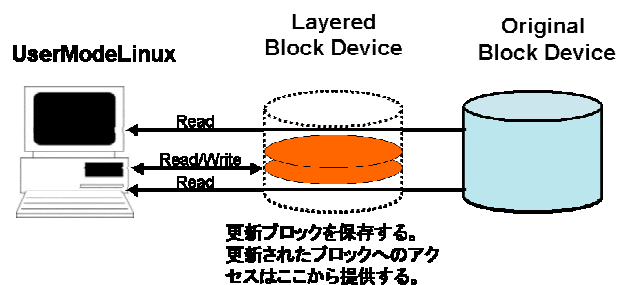 UserModeLinux
Layered
Block Device
Original
Block Device
Read
Read/Write
Read
更新ブロックを保存する。
更新されたブロックへのアク
セスはここから提供する。